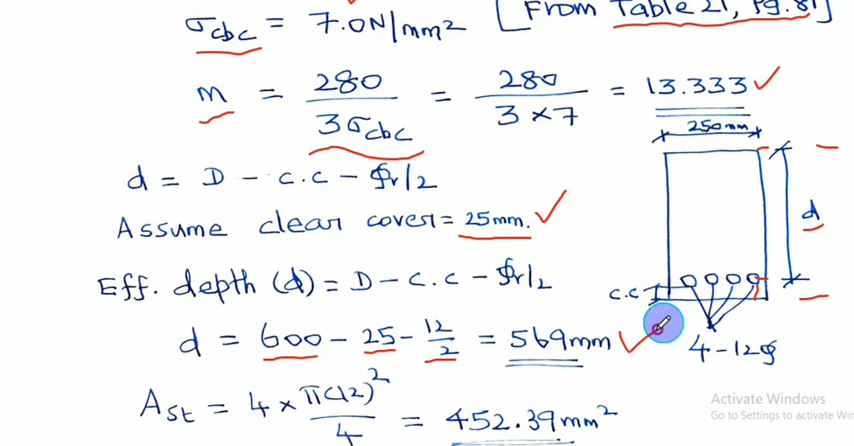 σcbc = 7.0N/mm² [From Table 21, Pg.81]
m = 280 / 3σcbc = 280 / 3×7 = 13.333
250mm
d = D - c.c - φr/2
Assume clear cover = 25mm.
d
Eff. depth (d) = D - c.c - φr/2
c.c
d = 600 - 25 - 12/2 = 569mm
4-12φ
Ast = 4 × π(12)² / 4 = 452.39mm²
Activate Windows
Go to Settings to activate Win